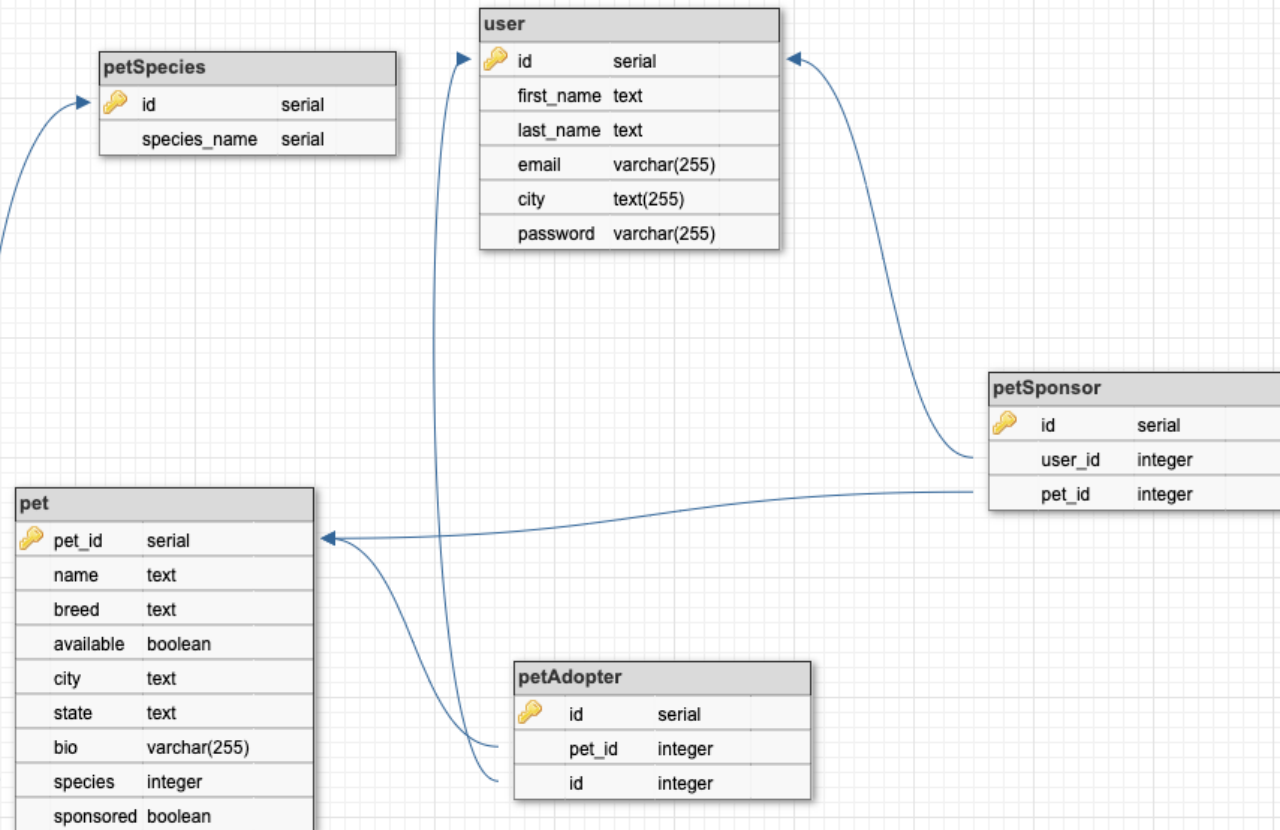 user
id serial
first_name text
last_name text
email varchar(255)
city text(255)
password varchar(255)
petSpecies
id serial
species_name serial
petSponsor
id serial
user_id integer
pet_id integer
pet
pet_id serial
name text
breed text
available boolean
city text
state text
bio varchar(255)
species integer
sponsored boolean
petAdopter
id serial
pet_id integer
id integer